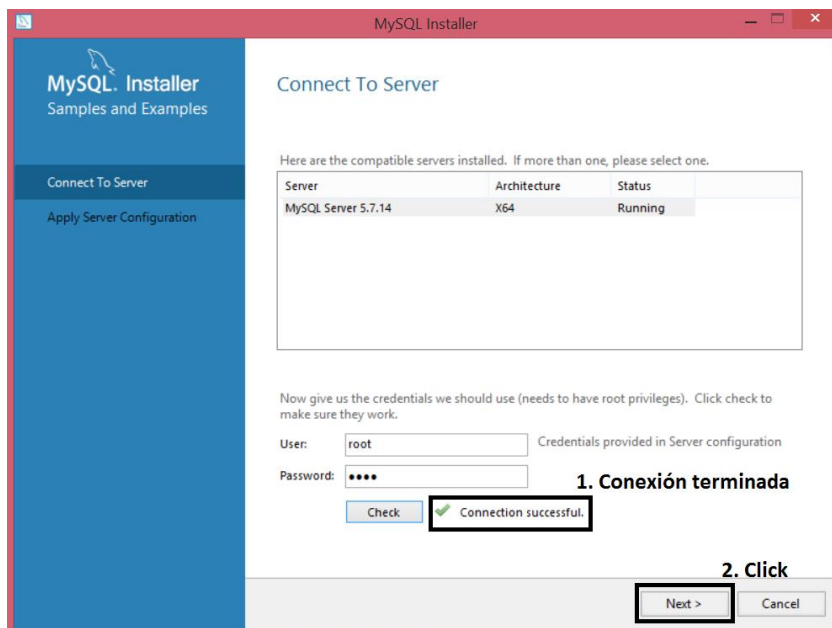 MySQL Installer
MySQL. Installer
Samples and Examples
Connect To Server
Apply Server Configuration
Connect To Server
Here are the compatible servers installed. If more than one, please select one.
Server Architecture Status
MySQL Server 5.7.14 X64 Running
Now give us the credentials we should use (needs to have root privileges). Click check to
make sure they work.
User: root Credentials provided in Server configuration
Password: ••••
1. Conexión terminada
Check Connection successful.
2. Click
Next > Cancel